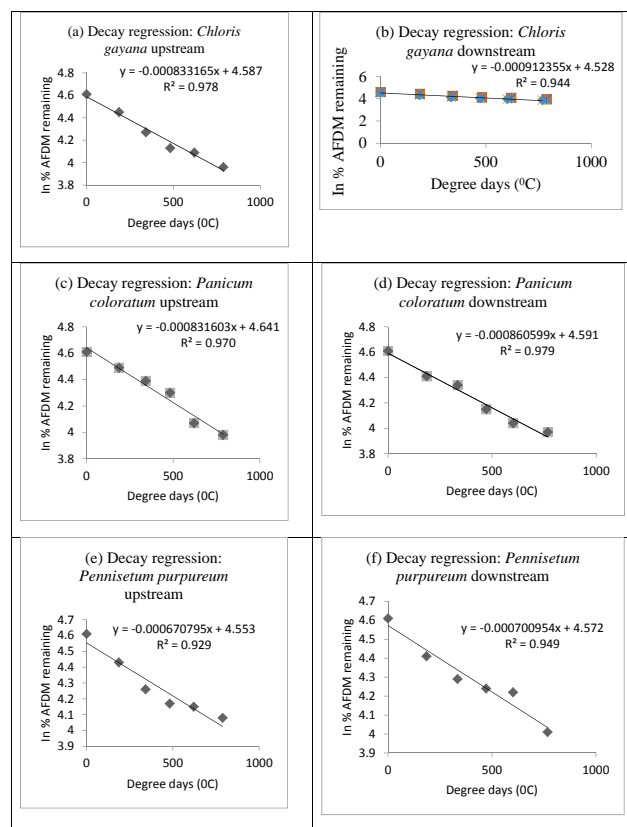 (a) Decay regression: Chloris
gayana upstream
y = -0.000833165x + 4.587
R² = 0.978
4.8
4.6
4.4
4.2
4
3.8
0
500
1000
ln % AFDM remaining
Degree days (0C)
(b) Decay regression: Chloris
gayana downstream
y = -0.000912355x + 4.528
R² = 0.944
6
4
2
0
0
500
1000
ln % AFDM remaining
Degree days (⁰C)
(c) Decay regression: Panicum
coloratum upstream
y = -0.000831603x + 4.641
R² = 0.970
4.8
4.6
4.4
4.2
4
3.8
0
500
1000
ln % AFDM remaining
Degree days (0C)
(d) Decay regression: Panicum
coloratum downstream
y = -0.000860599x + 4.591
R² = 0.979
4.8
4.6
4.4
4.2
4
3.8
0
500
1000
ln % AFDM remaining
Degree days (0C)
(e) Decay regression:
Pennisetum purpureum
upstream
y = -0.000670795x + 4.553
R² = 0.929
4.7
4.6
4.5
4.4
4.3
4.2
4.1
4
3.9
0
500
1000
ln % AFDM remaining
Degree days (0C)
(f) Decay regression: Pennisetum
purpureum downstream
y = -0.000700954x + 4.572
R² = 0.949
4.7
4.6
4.5
4.4
4.3
4.2
4.1
4
3.9
0
500
1000
ln % AFDM remaining
Degree days (0C)